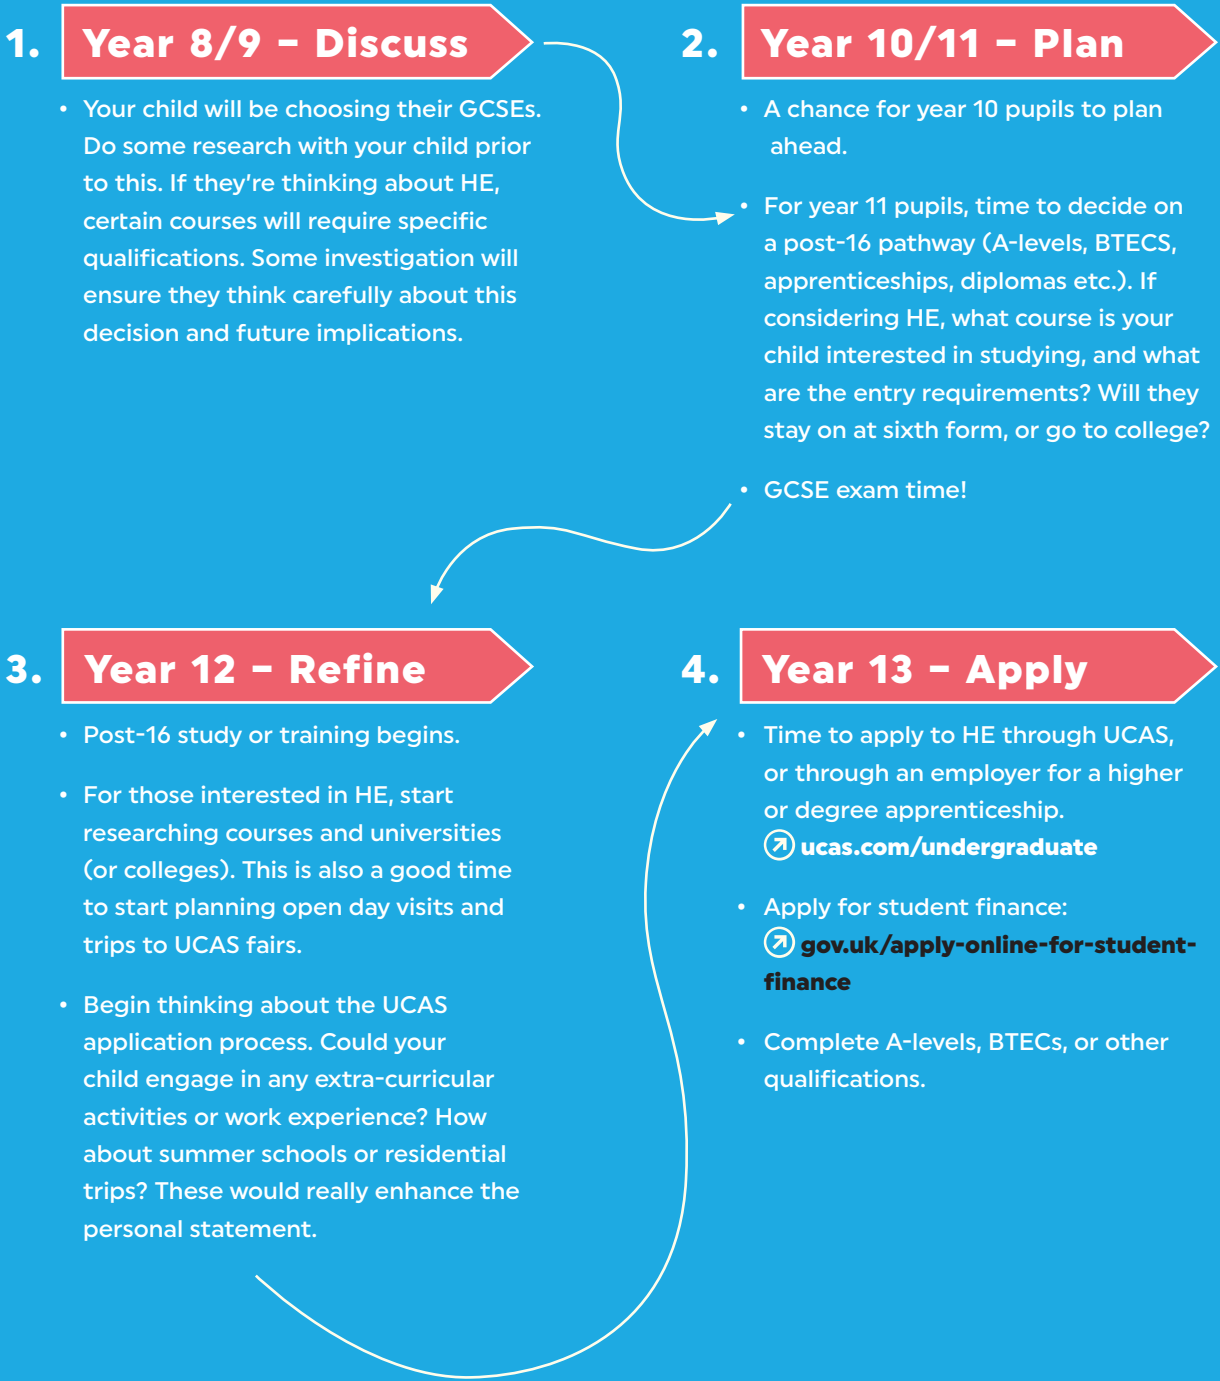 1. Year 8/9 – Discuss
• Your child will be choosing their GCSEs.
Do some research with your child prior
to this. If they're thinking about HE,
certain courses will require specific
qualifications. Some investigation will
ensure they think carefully about this
decision and future implications.
2. Year 10/11 – Plan
• A chance for year 10 pupils to plan
ahead.
• For year 11 pupils, time to decide on
a post-16 pathway (A-levels, BTECS,
apprenticeships, diplomas etc.). If
considering HE, what course is your
child interested in studying, and what
are the entry requirements? Will they
stay on at sixth form, or go to college?
• GCSE exam time!
3. Year 12 – Refine
• Post-16 study or training begins.
• For those interested in HE, start
researching courses and universities
(or colleges). This is also a good time
to start planning open day visits and
trips to UCAS fairs.
• Begin thinking about the UCAS
application process. Could your
child engage in any extra-curricular
activities or work experience? How
about summer schools or residential
trips? These would really enhance the
personal statement.
4. Year 13 – Apply
• Time to apply to HE through UCAS,
or through an employer for a higher
or degree apprenticeship.
ucas.com/undergraduate
• Apply for student finance:
gov.uk/apply-online-for-student-
finance
• Complete A-levels, BTECs, or other
qualifications.